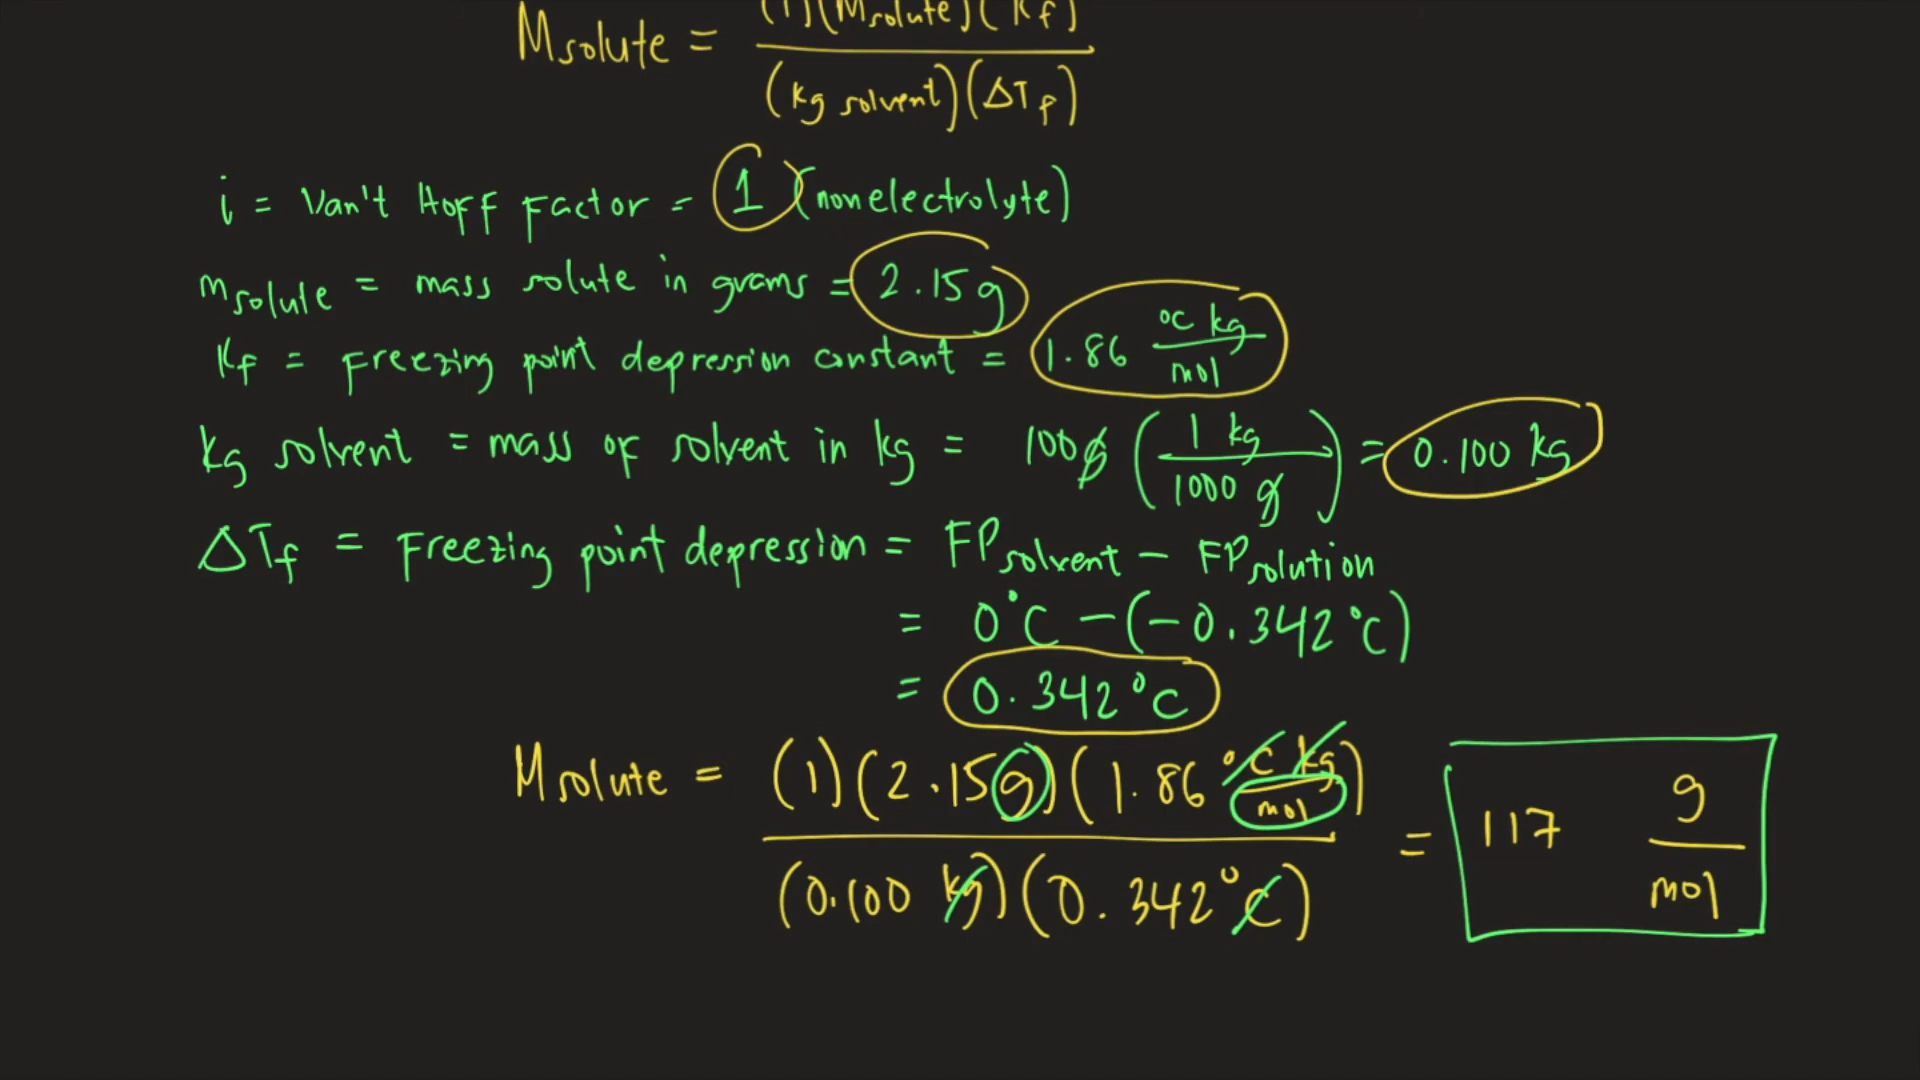 (1)(Msolute)(Kf)
Msolute =
(kg solvent)(ΔTf)
i = Van't Hoff Factor = 1 (nonelectrolyte)
msolute = mass solute in grams = 2.15 g
°C kg
Kf = Freezing point depression constant = 1.86
mol
1 kg
kg solvent = mass of solvent in kg = 100g ( ) = 0.100 kg
1000 g
ΔTf = Freezing point depression = FPsolvent - FPsolution
= 0°C - (-0.342°C)
= 0.342°C
Msolute = (1)(2.15g)(1.86 °C kg/mol)
(0.100 kg)(0.342°C)
= 117 g/mol